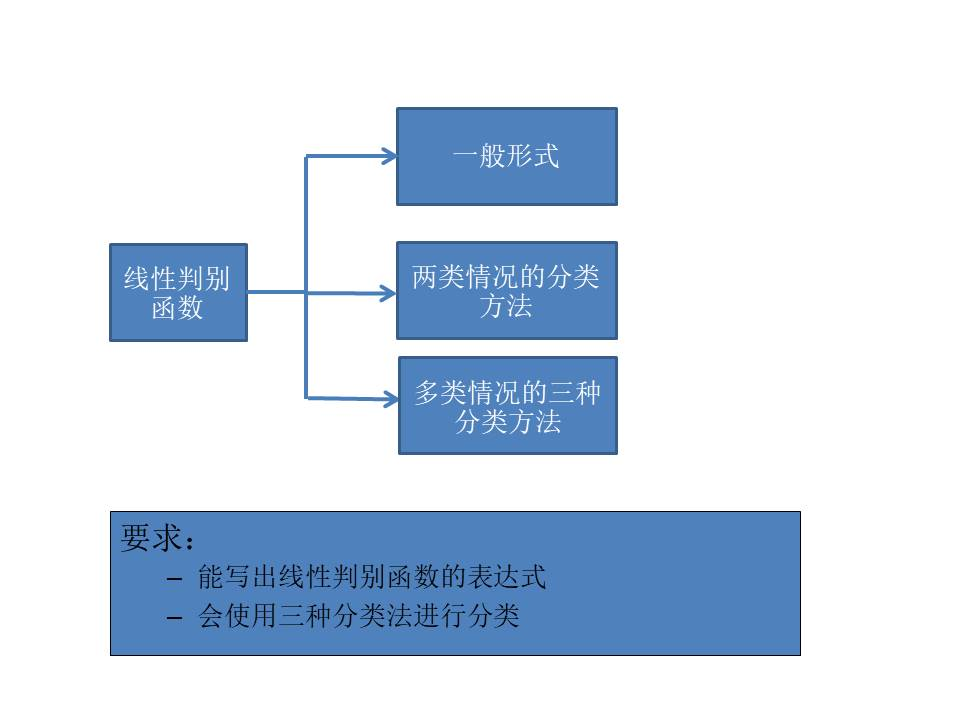 一般形式
线性判别
函数
两类情况的分类
方法
多类情况的三种
分类方法
要求：
– 能写出线性判别函数的表达式
– 会使用三种分类法进行分类